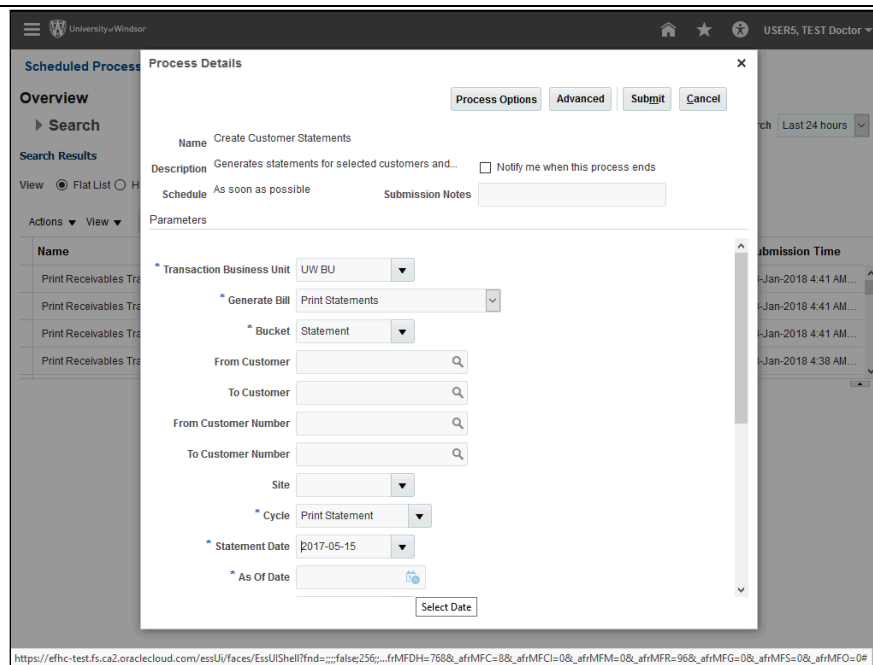 University of Windsor
USER5, TEST Doctor
Scheduled Process
Process Details
×
Overview
Process Options Advanced Submit Cancel
Search
rch Last 24 hours
Name Create Customer Statements
Search Results
Description Generates statements for selected customers and...
Notify me when this process ends
View Flat List H
Schedule As soon as possible
Submission Notes
Actions View
Parameters
Name
ubmission Time
* Transaction Business Unit UW BU
Print Receivables Tra
-Jan-2018 4:41 AM...
* Generate Bill Print Statements
Print Receivables Tra
-Jan-2018 4:41 AM...
* Bucket Statement
Print Receivables Tra
-Jan-2018 4:41 AM...
From Customer
Print Receivables Tra
-Jan-2018 4:38 AM...
To Customer
From Customer Number
To Customer Number
Site
* Cycle Print Statement
* Statement Date 2017-05-15
* As Of Date
Select Date
https://efhc-test.fs.ca2.oraclecloud.com/essUi/faces/EssUIShell?fnd=;;;;false;256;;...frMFDH=768&_afrMFC=8&_afrMFCI=0&_afrMFM=0&_afrMFR=96&_afrMFG=0&_afrMFS=0&_afrMFO=0#